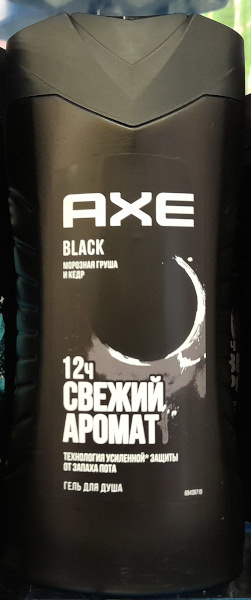 AXE
BLACK
МОРОЗНАЯ ГРУША
И КЕДР
12ч
СВЕЖИЙ
АРОМАТ
ТЕХНОЛОГИЯ УСИЛЕННОЙ* ЗАЩИТЫ
ОТ ЗАПАХА ПОТА
ГЕЛЬ ДЛЯ ДУША